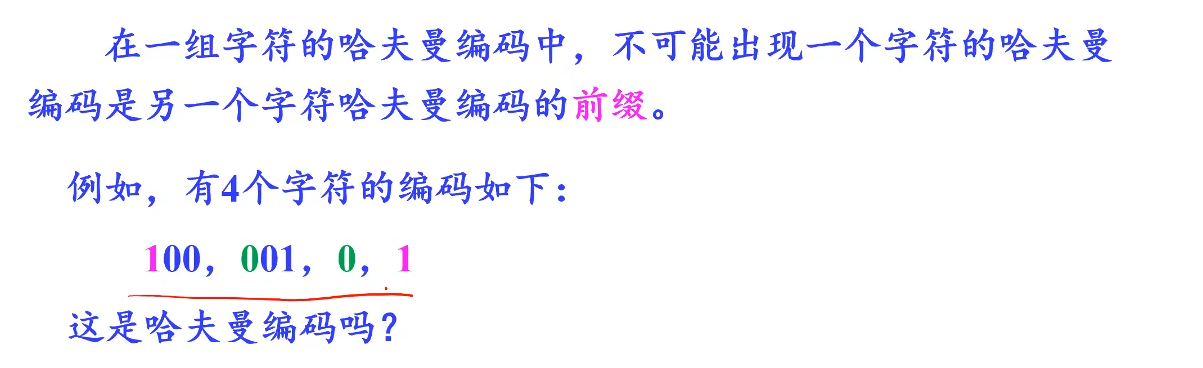 在一组字符的哈夫曼编码中，不可能出现一个字符的哈夫曼
编码是另一个字符哈夫曼编码的前缀。
例如，有4个字符的编码如下：
100，001，0，1
这是哈夫曼编码吗？